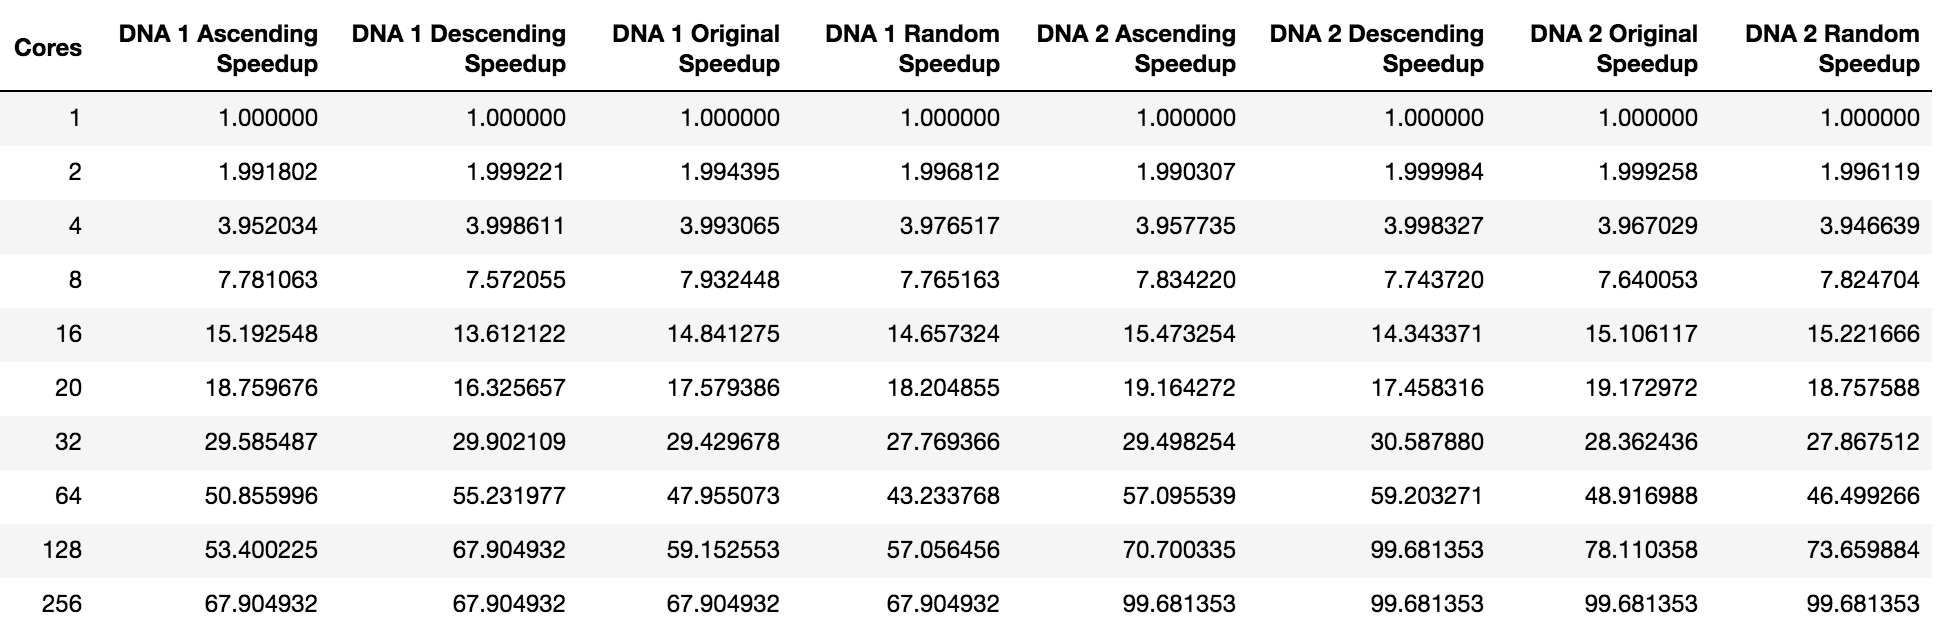 Cores DNA 1 Ascending Speedup DNA 1 Descending Speedup DNA 1 Original Speedup DNA 1 Random Speedup DNA 2 Ascending Speedup DNA 2 Descending Speedup DNA 2 Original Speedup DNA 2 Random Speedup
1 1.000000 1.000000 1.000000 1.000000 1.000000 1.000000 1.000000 1.000000
2 1.991802 1.999221 1.994395 1.996812 1.990307 1.999984 1.999258 1.996119
4 3.952034 3.998611 3.993065 3.976517 3.957735 3.998327 3.967029 3.946639
8 7.781063 7.572055 7.932448 7.765163 7.834220 7.743720 7.640053 7.824704
16 15.192548 13.612122 14.841275 14.657324 15.473254 14.343371 15.106117 15.221666
20 18.759676 16.325657 17.579386 18.204855 19.164272 17.458316 19.172972 18.757588
32 29.585487 29.902109 29.429678 27.769366 29.498254 30.587880 28.362436 27.867512
64 50.855996 55.231977 47.955073 43.233768 57.095539 59.203271 48.916988 46.499266
128 53.400225 67.904932 59.152553 57.056456 70.700335 99.681353 78.110358 73.659884
256 67.904932 67.904932 67.904932 67.904932 99.681353 99.681353 99.681353 99.681353